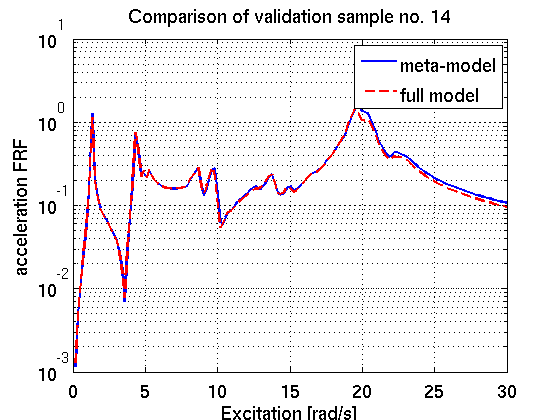 Comparison of validation sample no. 14
10^1
10^0
10^-1
10^-2
10^-3
acceleration FRF
meta-model
full model
0 5 10 15 20 25 30
Excitation [rad/s]